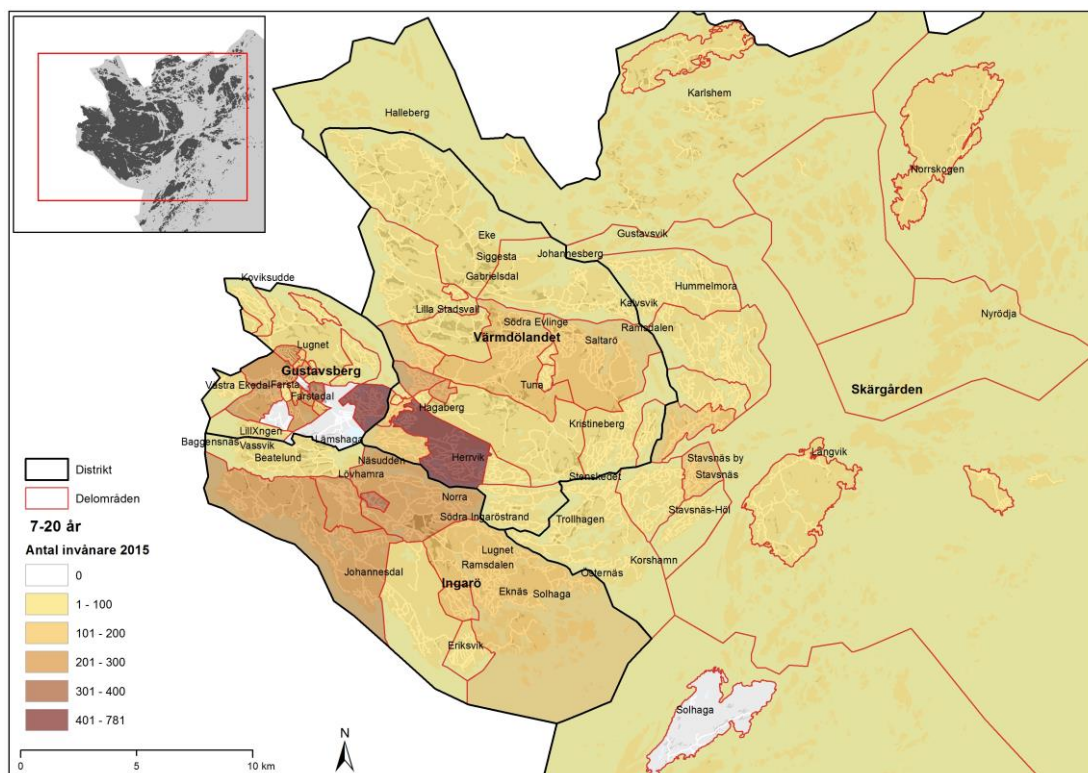 Karlshem
Halleberg
Norrskogen
Gustavsvik
Eke
Johannesberg
Siggesta
Gabrielsdal
Koviksudde
Hummelmora
Kalvsvik
Lilla Stadsvall
Nyrödja
Södra Evlinge
Ramsdalen
Värmdölandet
Saltarö
Lugnet
Gustavsberg
Västra Ekedal
Farsta
Tuna
Skärgården
Farstadal
Hagaberg
Kristineberg
LillXngen
Lämshaga
Baggensnäs
Vassvik
Beatelund
Näsudden
Herrvik
Stavsnäs by
Långvik
Lövhamra
Stenskedet
Stavsnäs
Norra
Stavsnäs-Höl
Södra Ingaröstrand
Trollhagen
Lugnet
Ramsdalen
Korshamn
Johannesdal
Östernäs
Ingarö
Eknäs
Solhaga
Eriksvik
Solhaga
Distrikt
Delområden
7-20 år
Antal invånare 2015
0
1 - 100
101 - 200
201 - 300
301 - 400
401 - 781
N
0
5
10 km